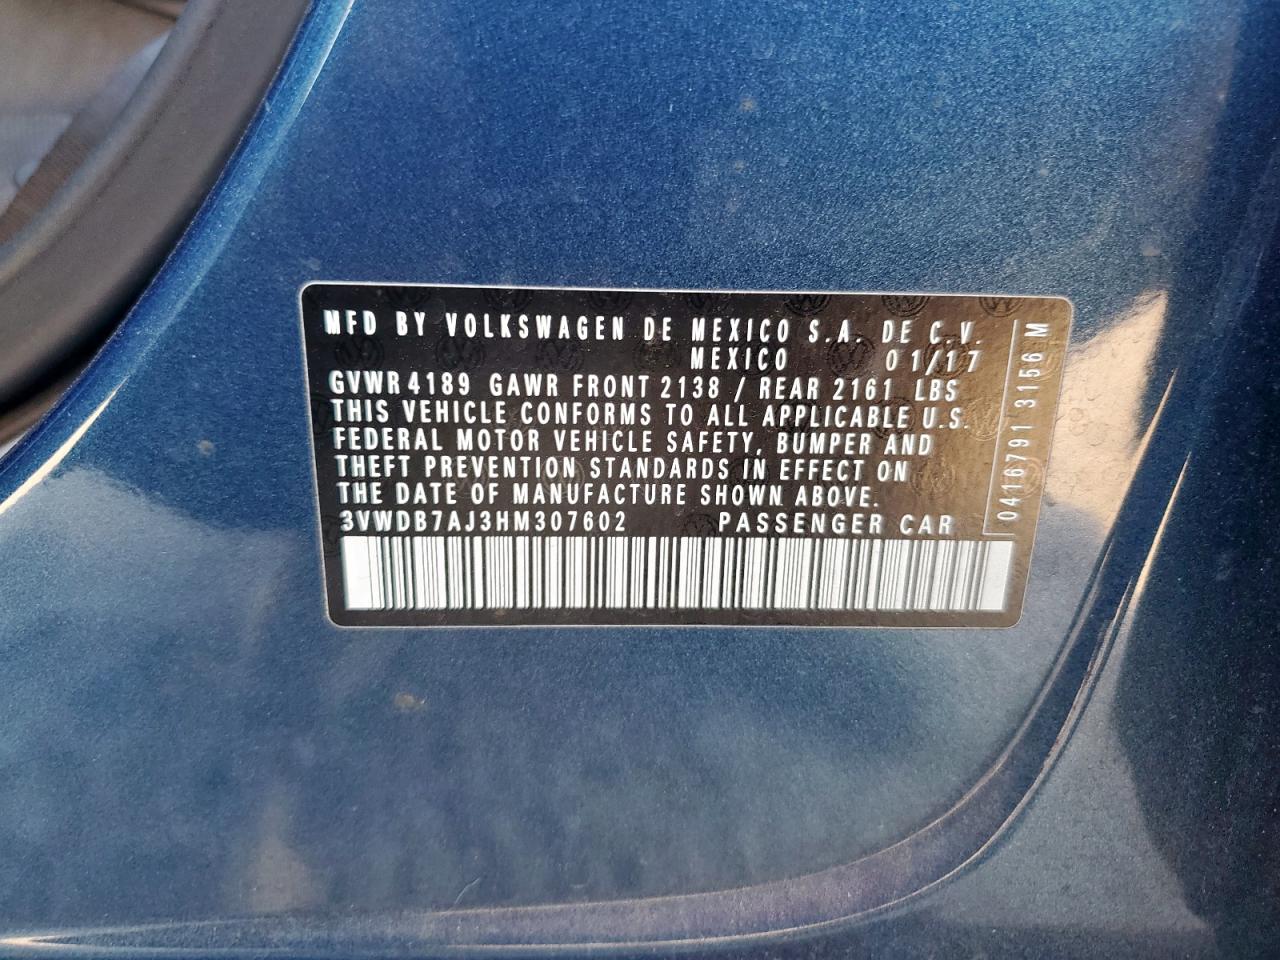 MFD BY VOLKSWAGEN DE MEXICO S.A. DE C.V.
MEXICO 01/17
GVWR 4189 GAWR FRONT 2138 / REAR 2161 LBS
THIS VEHICLE CONFORMS TO ALL APPLICABLE U.S.
FEDERAL MOTOR VEHICLE SAFETY, BUMPER AND
THEFT PREVENTION STANDARDS IN EFFECT ON
THE DATE OF MANUFACTURE SHOWN ABOVE.
3VWDB7AJ3HM307602 PASSENGER CAR
0416791 3156 M